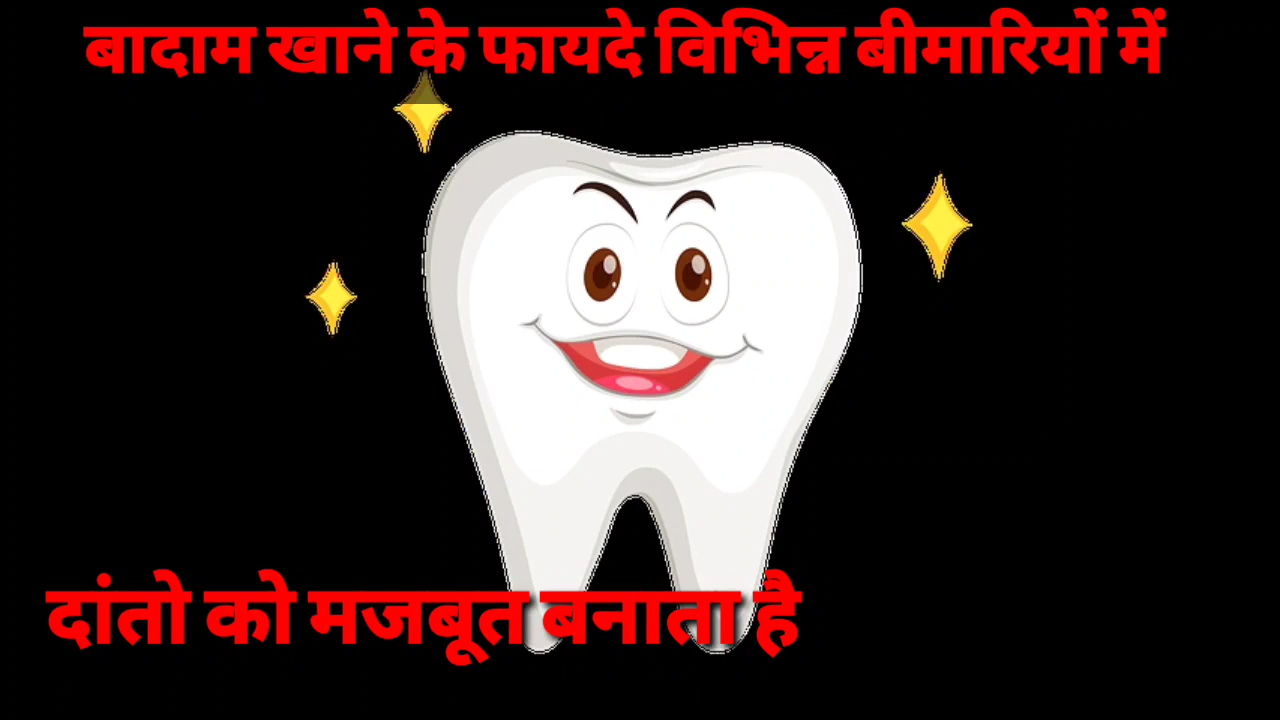 बादाम खाने के फायदे विभिन्न बीमारियों में
दांतो को मजबूत बनाता है